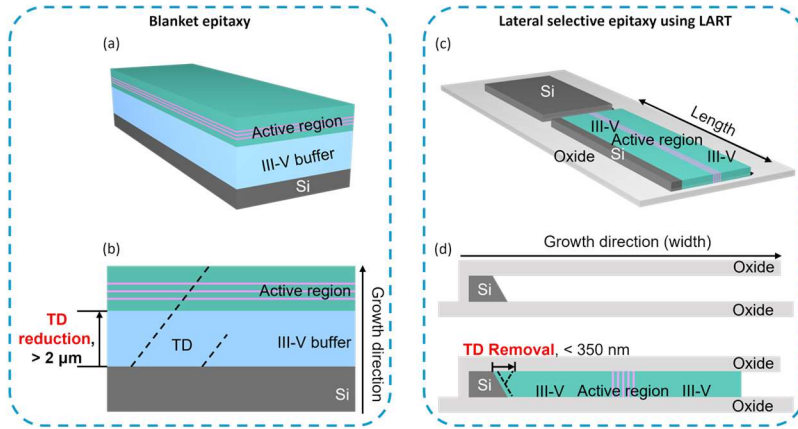 Blanket epitaxy
(a)
Active region
III-V buffer
Si
(b)
Active region
TD
reduction,
> 2 μm
TD
III-V buffer
Si
Growth direction
Lateral selective epitaxy using LART
(c)
Si
III-V
Active region
Length
Si
Oxide
III-V
(d)
Growth direction (width)
Oxide
Si
Oxide
TD Removal, < 350 nm
Oxide
Si
III-V
Active region
III-V
Oxide